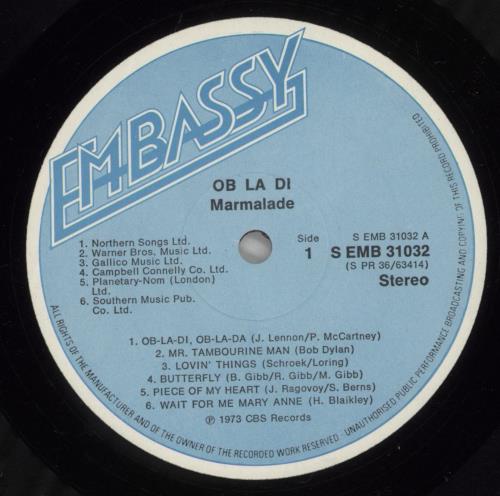 EMBASSY
OB LA DI
Marmalade
1. Northern Songs Ltd.
2. Warner Bros, Music Ltd.
3. Gallico Music Ltd.
4. Campbell Connelly Co. Ltd.
5. Planetary-Nom (London)
Ltd.
6. Southern Music Pub.
Co. Ltd.
Side
1
S EMB 31032 A
S EMB 31032
(S PR 36/63414)
Stereo
1. OB-LA-DI, OB-LA-DA (J. Lennon/P. McCartney)
2. MR. TAMBOURINE MAN (Bob Dylan)
3. LOVIN' THINGS (Schroek/Loring)
4. BUTTERFLY (B. Gibb/R. Gibb/M. Gibb)
5. PIECE OF MY HEART (J. Ragovoy/S. Berns)
6. WAIT FOR ME MARY ANNE (H. Blaikley)
℗ 1973 CBS Records
ALL RIGHTS OF THE MANUFACTURER AND OF THE OWNER OF THE RECORDED WORK RESERVED · UNAUTHORISED PUBLIC PERFORMANCE BROADCASTING AND COPYING OF THIS RECORD PROHIBITED